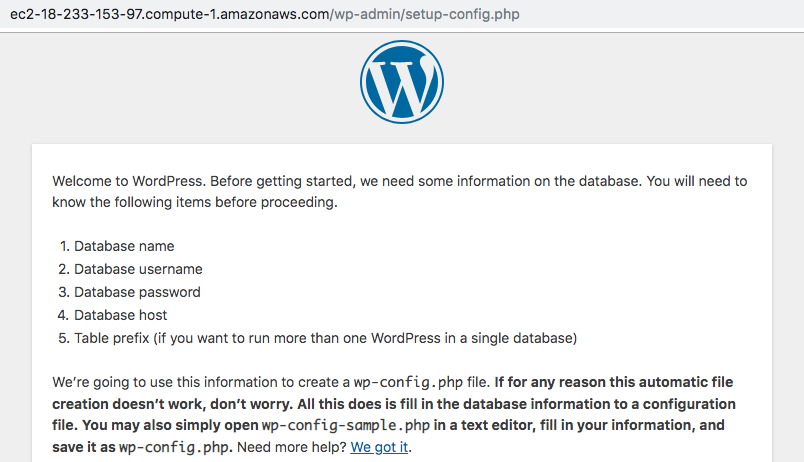 ec2-18-233-153-97.compute-1.amazonaws.com/wp-admin/setup-config.php
W
Welcome to WordPress. Before getting started, we need some information on the database. You will need to
know the following items before proceeding.
1. Database name
2. Database username
3. Database password
4. Database host
5. Table prefix (if you want to run more than one WordPress in a single database)
We’re going to use this information to create a wp-config.php file. If for any reason this automatic file
creation doesn’t work, don’t worry. All this does is fill in the database information to a configuration
file. You may also simply open wp-config-sample.php in a text editor, fill in your information, and
save it as wp-config.php. Need more help? We got it.